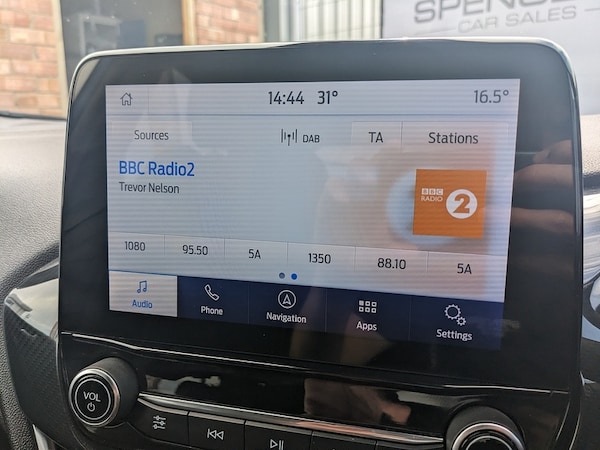 SPENCE
CAR SALES
14:44 31° 16.5°
Sources DAB TA Stations
BBC Radio2
Trevor Nelson
BBC
RADIO 2
1080 95.50 5A 1350 88.10 5A
Audio Phone Navigation Apps Settings
VOL